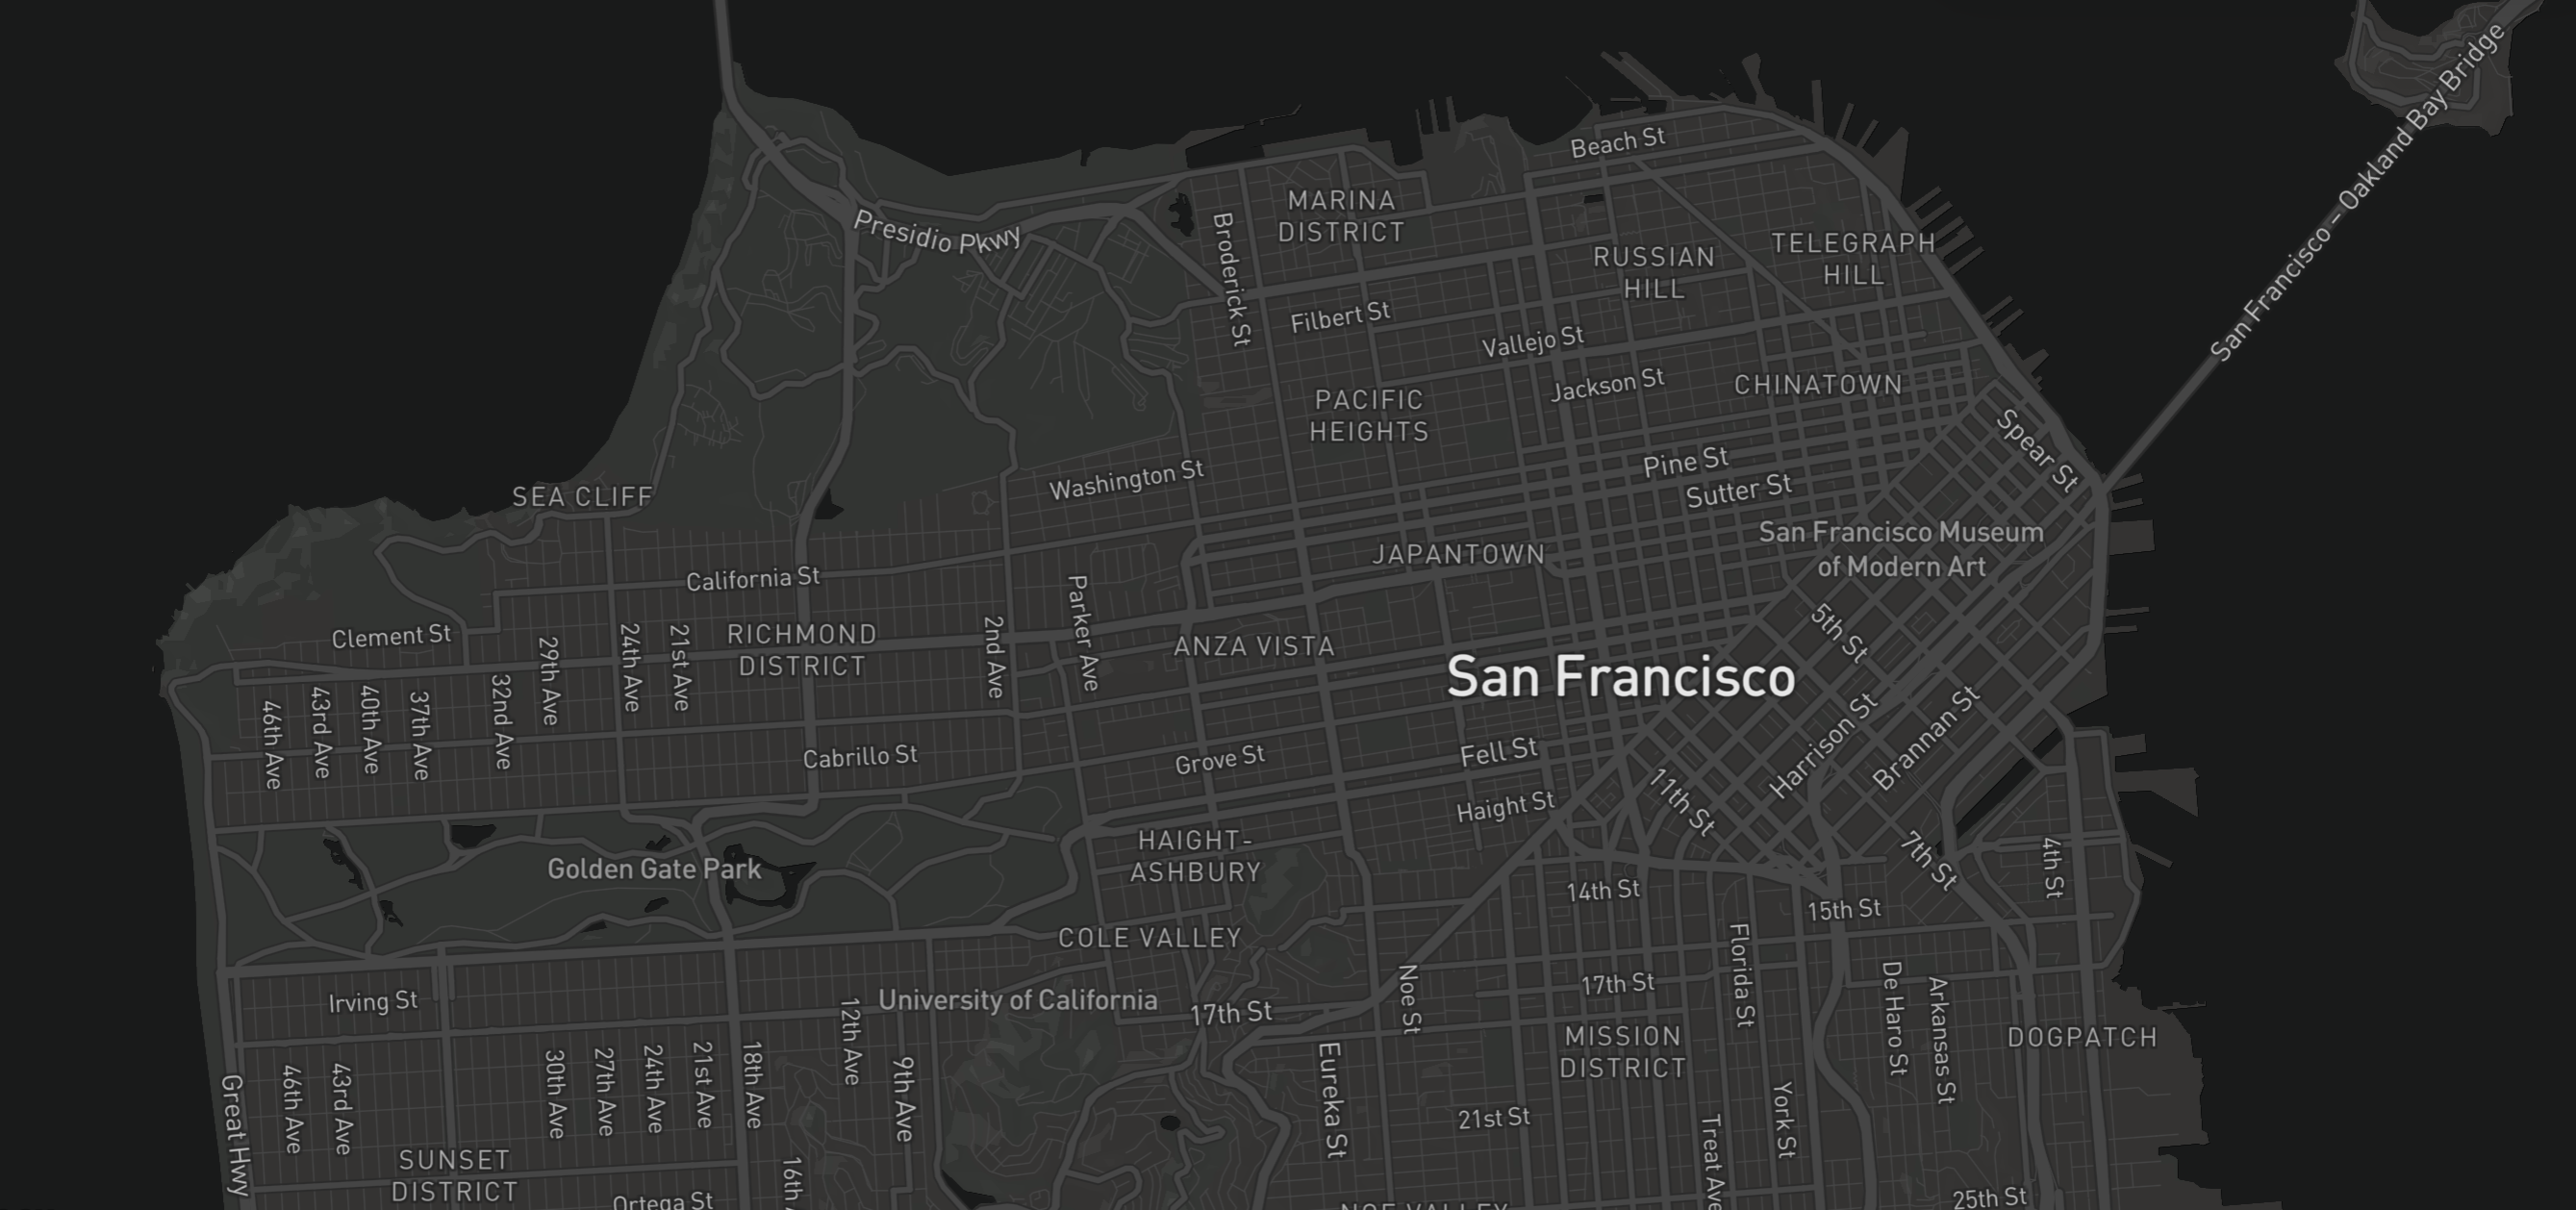 San Francisco – Oakland Bay Bridge
Beach St
MARINA
DISTRICT
Broderick St
Presidio Pkwy
RUSSIAN
HILL
TELEGRAPH
HILL
Filbert St
Vallejo St
Jackson St
CHINATOWN
PACIFIC
HEIGHTS
Spear St
Pine St
Sutter St
Washington St
SEA CLIFF
San Francisco Museum
of Modern Art
JAPANTOWN
California St
Parker Ave
5th St
Clement St
29th Ave
24th Ave
21st Ave
RICHMOND
DISTRICT
2nd Ave
ANZA VISTA
San Francisco
46th Ave
43rd Ave
40th Ave
37th Ave
32nd Ave
Harrison St
Brannan St
Cabrillo St
Grove St
Fell St
11th St
Haight St
HAIGHT-
ASHBURY
7th St
4th St
Golden Gate Park
14th St
15th St
COLE VALLEY
Florida St
Irving St
University of California
17th St
Noe St
17th St
De Haro St
Arkansas St
12th Ave
MISSION
DISTRICT
DOGPATCH
Great Hwy
46th Ave
43rd Ave
30th Ave
27th Ave
24th Ave
21st Ave
18th Ave
9th Ave
Eureka St
21st St
York St
Treat Ave
SUNSET
DISTRICT
16th
Ortega St
NOE VALLEY
25th St